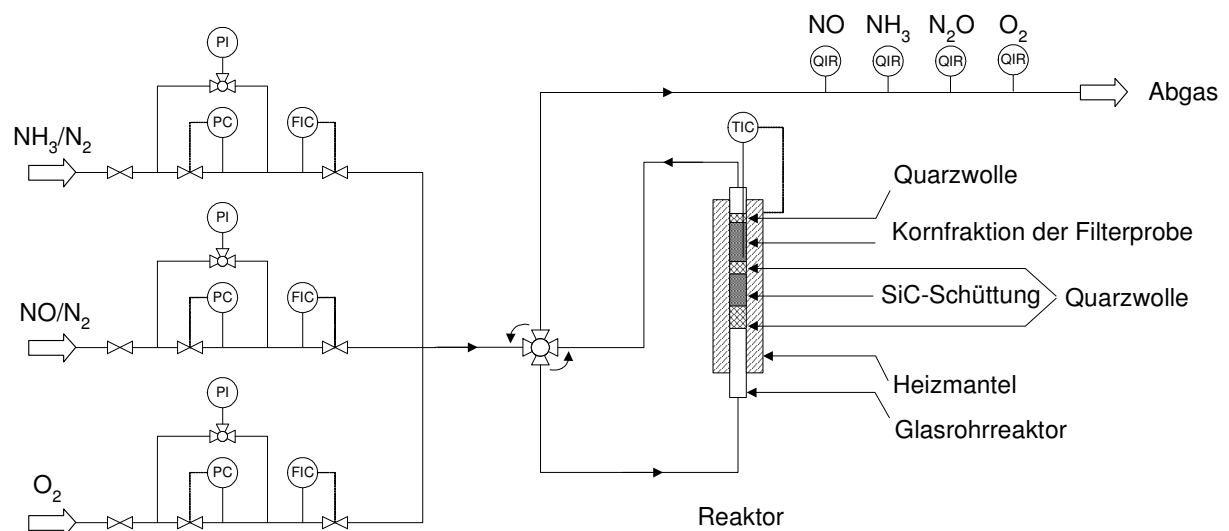 NO NH₃ N₂O O₂
QIR QIR QIR QIR
Abgas
PI
PC FIC
NH₃/N₂
TIC
Quarzwolle
Kornfraktion der Filterprobe
PI
PC FIC
NO/N₂
SiC-Schüttung Quarzwolle
Heizmantel
Glasrohrreaktor
PI
PC FIC
O₂
Reaktor